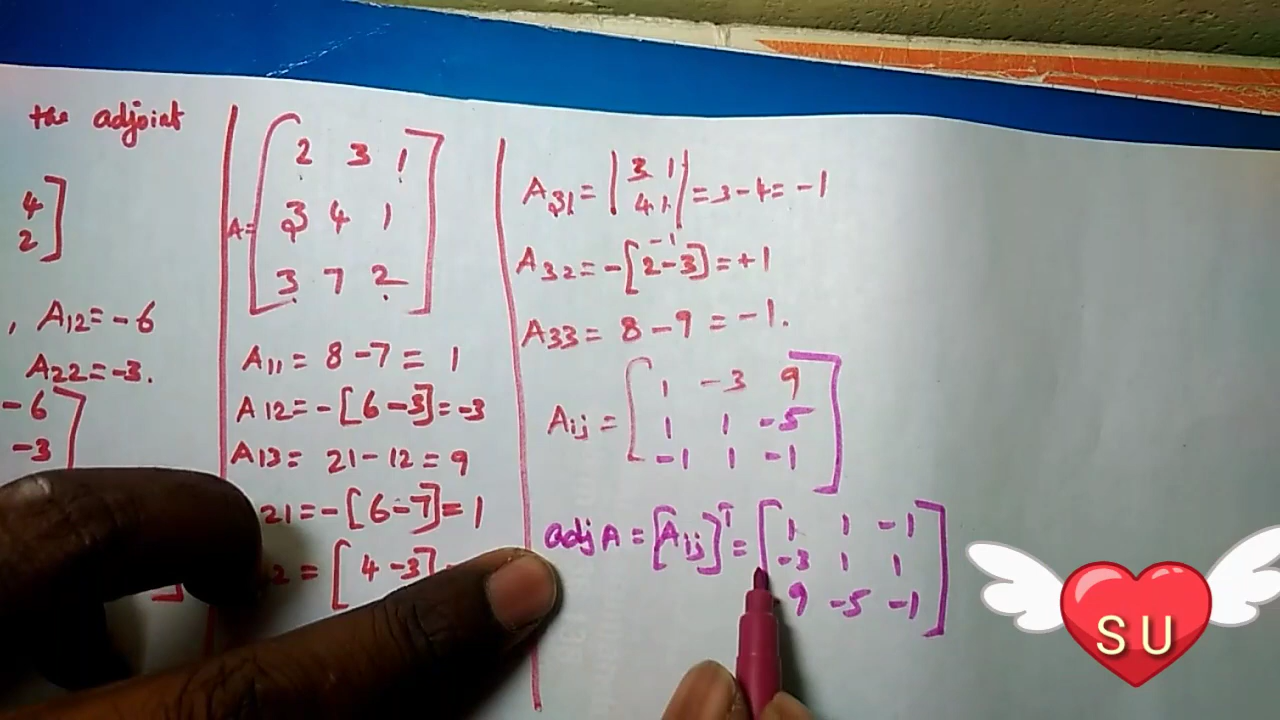 the adjoint
4
2
, A12 = -6
A22 = -3.
-6
-3
A = [2 3 1
3 4 1
3 7 2]
A11 = 8 - 7 = 1
A12 = -[6 - 3] = -3
A13 = 21 - 12 = 9
21 = -[6 - 7] = 1
2 = [4 - 3]
A31 = |3 1
4 1| = 3 - 4 = -1
-1
A32 = -[2 - 3] = +1
A33 = 8 - 9 = -1.
Aij = [1 -3 9
1 1 -5
-1 1 -1]
adj A = [Aij]T = [1 1 -1
-3 1 1
9 -5 -1]
SU